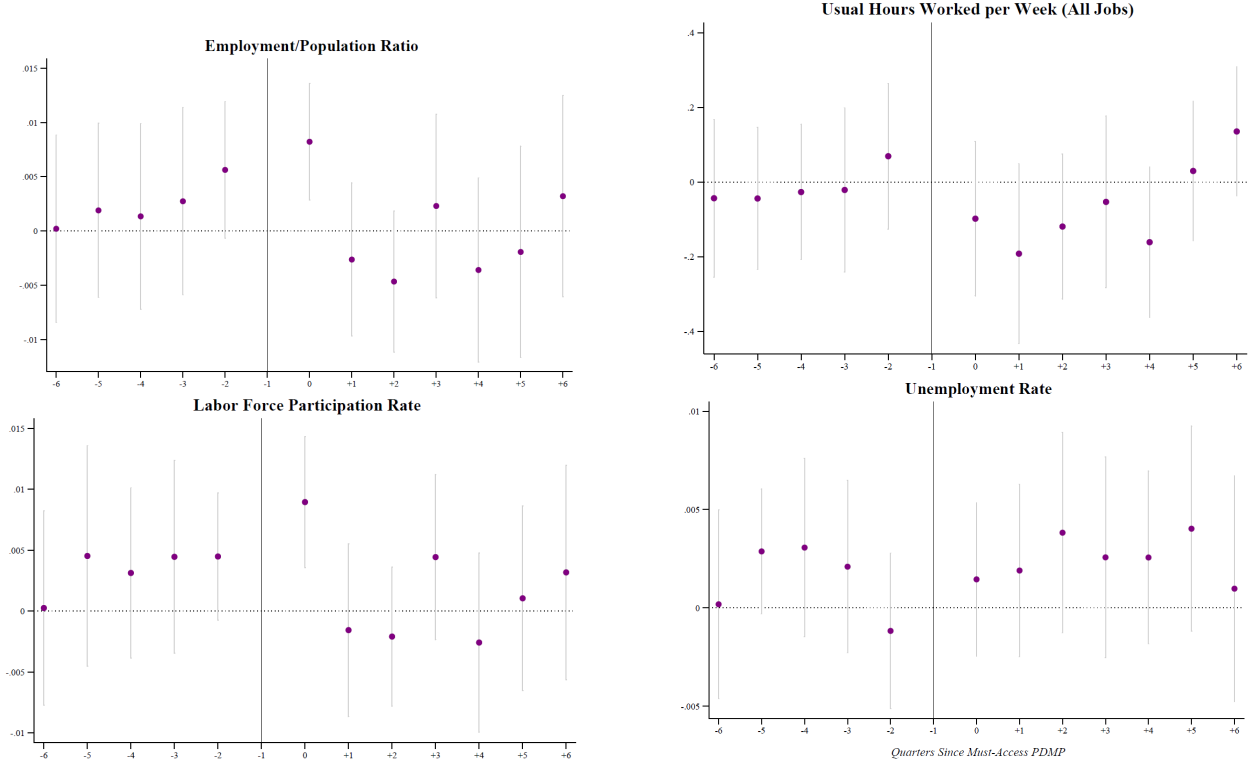 Employment/Population Ratio
.015
.01
.005
0
-.005
-.01
-6 -5 -4 -3 -2 -1 0 +1 +2 +3 +4 +5 +6
Usual Hours Worked per Week (All Jobs)
.4
.2
0
-.2
-.4
-6 -5 -4 -3 -2 -1 0 +1 +2 +3 +4 +5 +6
Labor Force Participation Rate
.015
.01
.005
0
-.005
-.01
-6 -5 -4 -3 -2 -1 0 +1 +2 +3 +4 +5 +6
Unemployment Rate
.01
.005
0
-.005
-6 -5 -4 -3 -2 -1 0 +1 +2 +3 +4 +5 +6
Quarters Since Must-Access PDMP